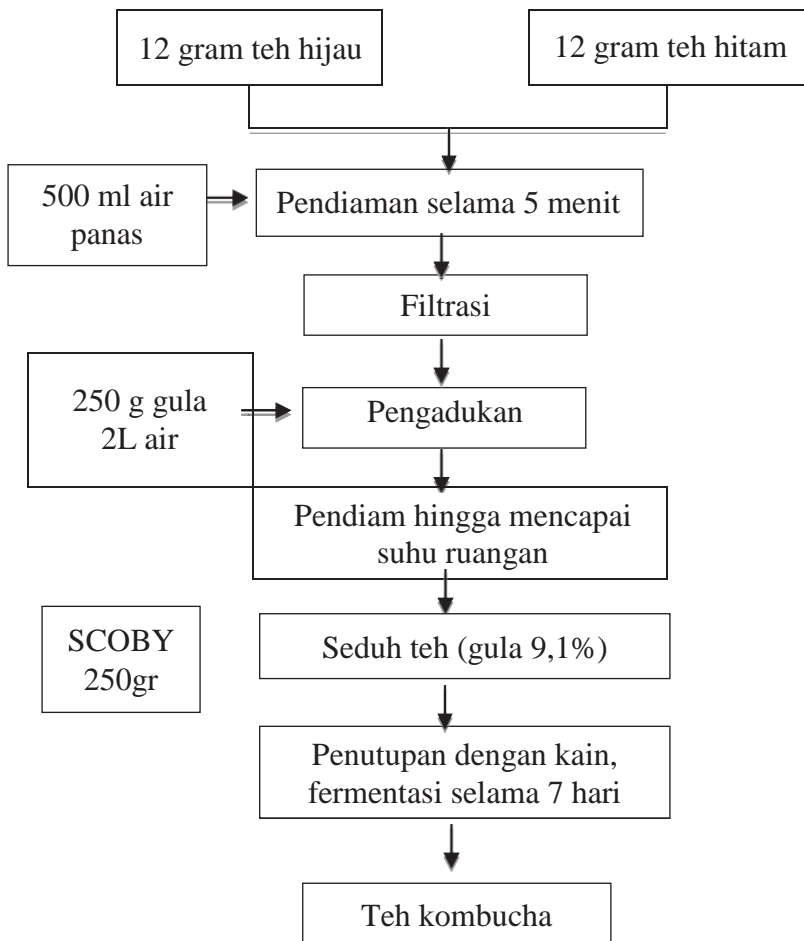 12 gram teh hijau
12 gram teh hitam
500 ml air
panas
Pendiaman selama 5 menit
Filtrasi
250 g gula
2L air
Pengadukan
Pendiam hingga mencapai
suhu ruangan
SCOBY
250gr
Seduh teh (gula 9,1%)
Penutupan dengan kain,
fermentasi selama 7 hari
Teh kombucha